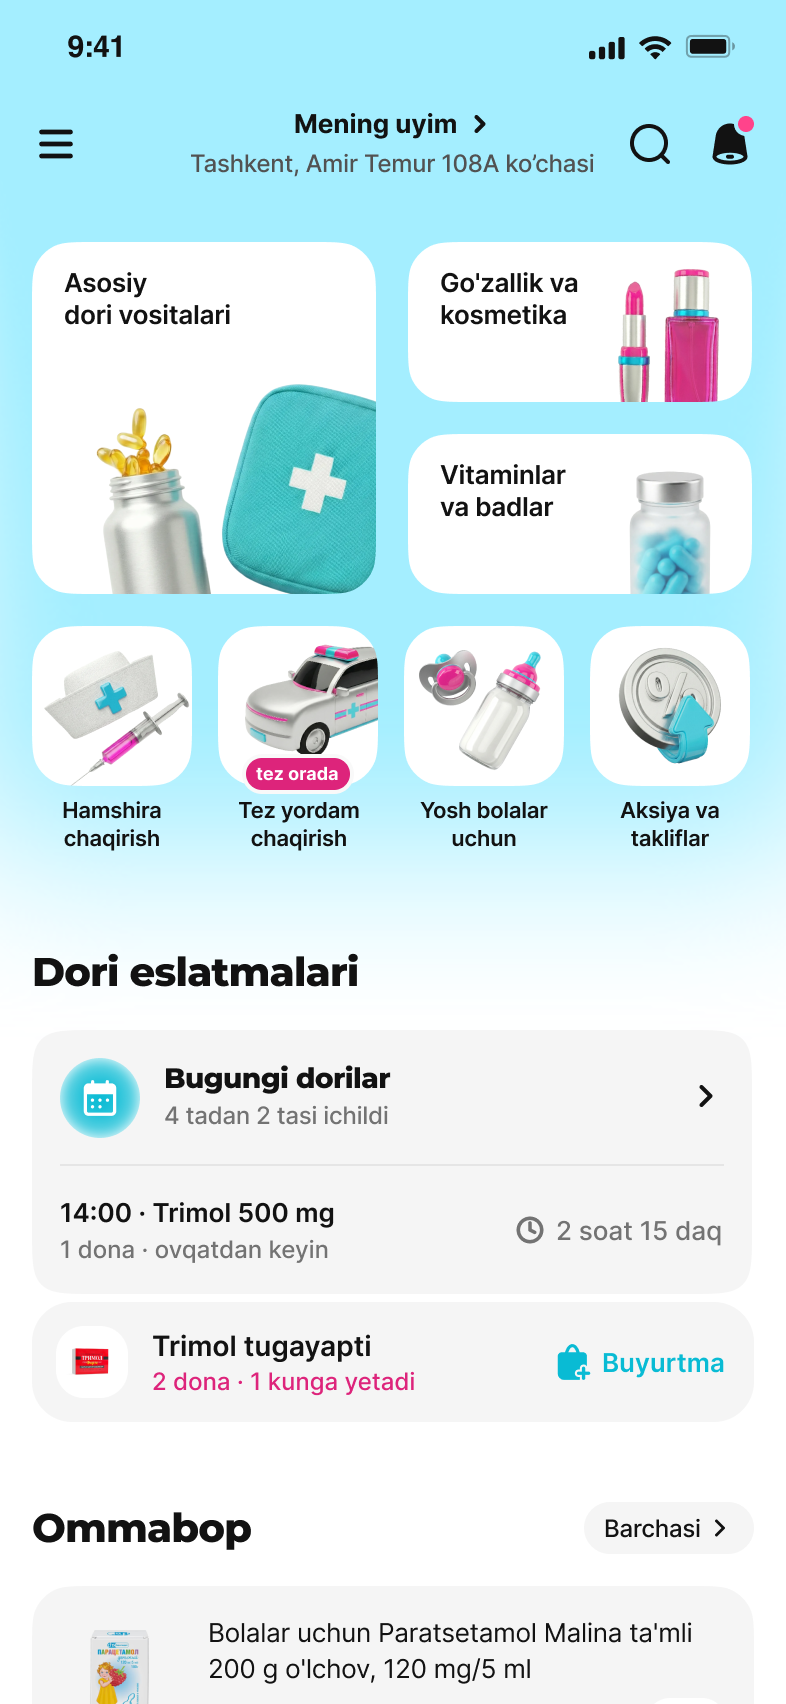 9:41
Mening uyim
Tashkent, Amir Temur 108A ko’chasi
Asosiy
dori vositalari
Go'zallik va
kosmetika
Vitaminlar
va badlar
%
tez orada
Hamshira
chaqirish
Tez yordam
chaqirish
Yosh bolalar
uchun
Aksiya va
takliflar
Dori eslatmalari
Bugungi dorilar
4 tadan 2 tasi ichildi
14:00 · Trimol 500 mg
1 dona · ovqatdan keyin
2 soat 15 daq
ТРИМОЛ
Trimol tugayapti
2 dona · 1 kunga yetadi
Buyurtma
Ommabop
Barchasi
ПАРАЦЕТАМОЛ
Bolalar uchun Paratsetamol Malina ta'mli
200 g o'lchov, 120 mg/5 ml